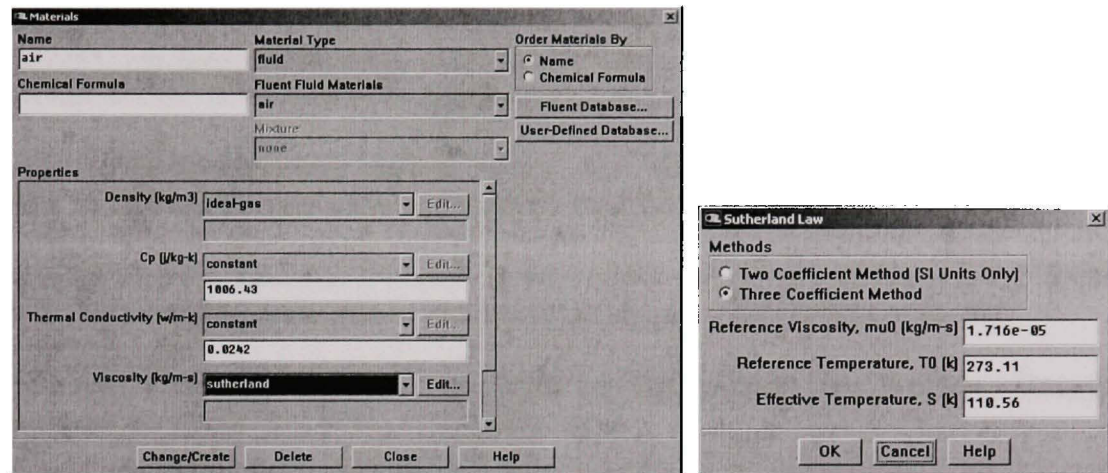 Materials
Name
air
Material Type
fluid
Order Materials By
Name
Chemical Formula
Chemical Formula
Fluent Fluid Materials
air
Fluent Database...
Mixture
none
User-Defined Database...
Properties
Density (kg/m3) ideal-gas Edit...
Cp (j/kg-k) constant Edit...
1006.43
Thermal Conductivity (w/m-k) constant Edit...
0.0242
Viscosity (kg/m-s) sutherland Edit...
Change/Create Delete Close Help
Sutherland Law
Methods
Two Coefficient Method (SI Units Only)
Three Coefficient Method
Reference Viscosity, mu0 (kg/m-s) 1.716e-05
Reference Temperature, T0 (k) 273.11
Effective Temperature, S (k) 110.56
OK Cancel Help